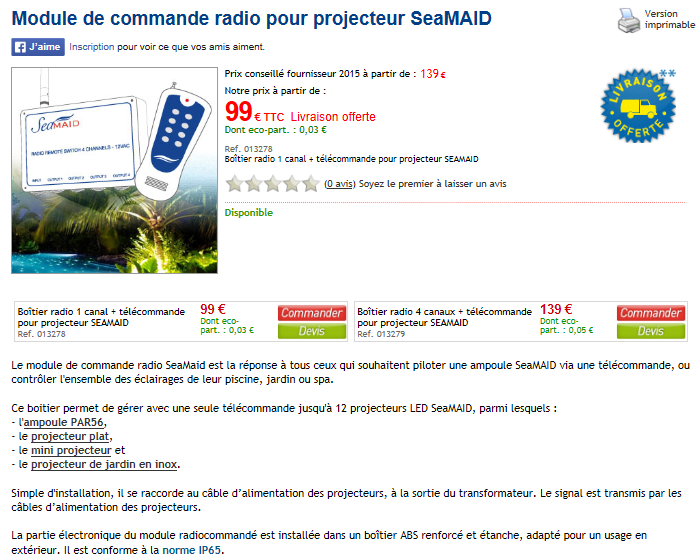 Module de commande radio pour projecteur SeaMAID
Version
imprimable
J'aime Inscription pour voir ce que vos amis aiment.
SeaMAID
RADIO REMOTE SWITCH 4 CHANNELS - 12VAC
INPUT OUTPUT 1 OUTPUT 2 OUTPUT 3 OUTPUT 4
Prix conseillé fournisseur 2015 à partir de : 139 €
Notre prix à partir de :
99 € TTC Livraison offerte
Dont eco-part. : 0,03 €
Ref. 013278
Boîtier radio 1 canal + télécommande pour projecteur SEAMAID
(0 avis) Soyez le premier à laisser un avis
Disponible
LIVRAISON
OFFERTE
**
Boîtier radio 1 canal + télécommande
pour projecteur SEAMAID
Ref. 013278
99 €
Dont eco-
part. : 0,03 €
Commander
Devis
Boîtier radio 4 canaux + télécommande
pour projecteur SEAMAID
Ref. 013279
139 €
Dont eco-
part. : 0,05 €
Commander
Devis
Le module de commande radio SeaMaid est la réponse à tous ceux qui souhaitent piloter une ampoule SeaMAID via une télécommande, ou
contrôler l'ensemble des éclairages de leur piscine, jardin ou spa.
Ce boitier permet de gérer avec une seule télécommande jusqu'à 12 projecteurs LED SeaMAID, parmi lesquels :
- l'ampoule PAR56,
- le projecteur plat,
- le mini projecteur et
- le projecteur de jardin en inox.
Simple d'installation, il se raccorde au câble d'alimentation des projecteurs, à la sortie du transformateur. Le signal est transmis par les
câbles d'alimentation des projecteurs.
La partie électronique du module radiocommandé est installée dans un boîtier ABS renforcé et étanche, adapté pour un usage en
extérieur. Il est conforme à la norme IP65.